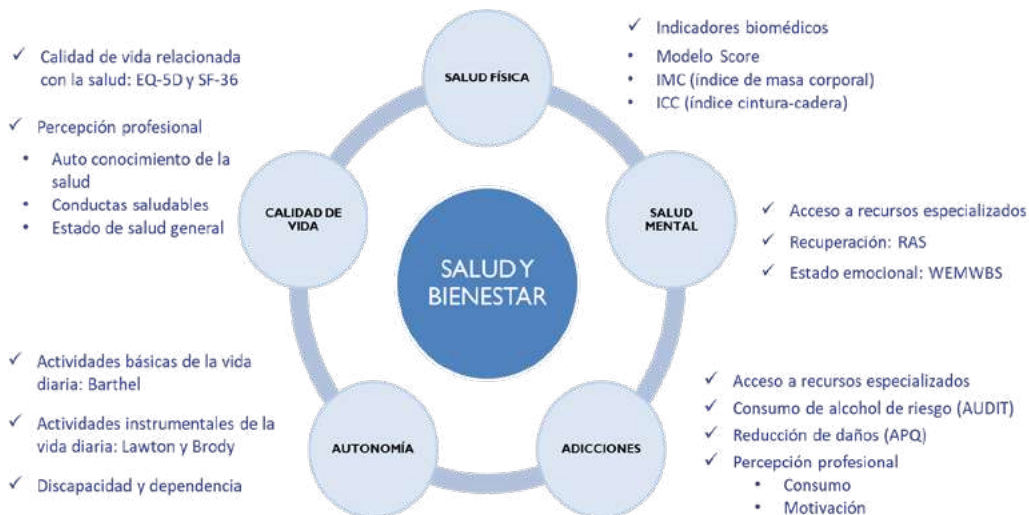 SALUD FÍSICA
✓ Indicadores biomédicos
• Modelo Score
• IMC (índice de masa corporal)
• ICC (índice cintura-cadera)
SALUD
MENTAL
✓ Acceso a recursos especializados
✓ Recuperación: RAS
✓ Estado emocional: WEMWBS
ADICCIONES
✓ Acceso a recursos especializados
✓ Consumo de alcohol de riesgo (AUDIT)
✓ Reducción de daños (APQ)
✓ Percepción profesional
• Consumo
• Motivación
AUTONOMÍA
✓ Actividades básicas de la vida
diaria: Barthel
✓ Actividades instrumentales de la
vida diaria: Lawton y Brody
✓ Discapacidad y dependencia
CALIDAD DE
VIDA
✓ Calidad de vida relacionada
con la salud: EQ-5D y SF-36
✓ Percepción profesional
• Auto conocimiento de la
salud
• Conductas saludables
• Estado de salud general
SALUD Y
BIENESTAR